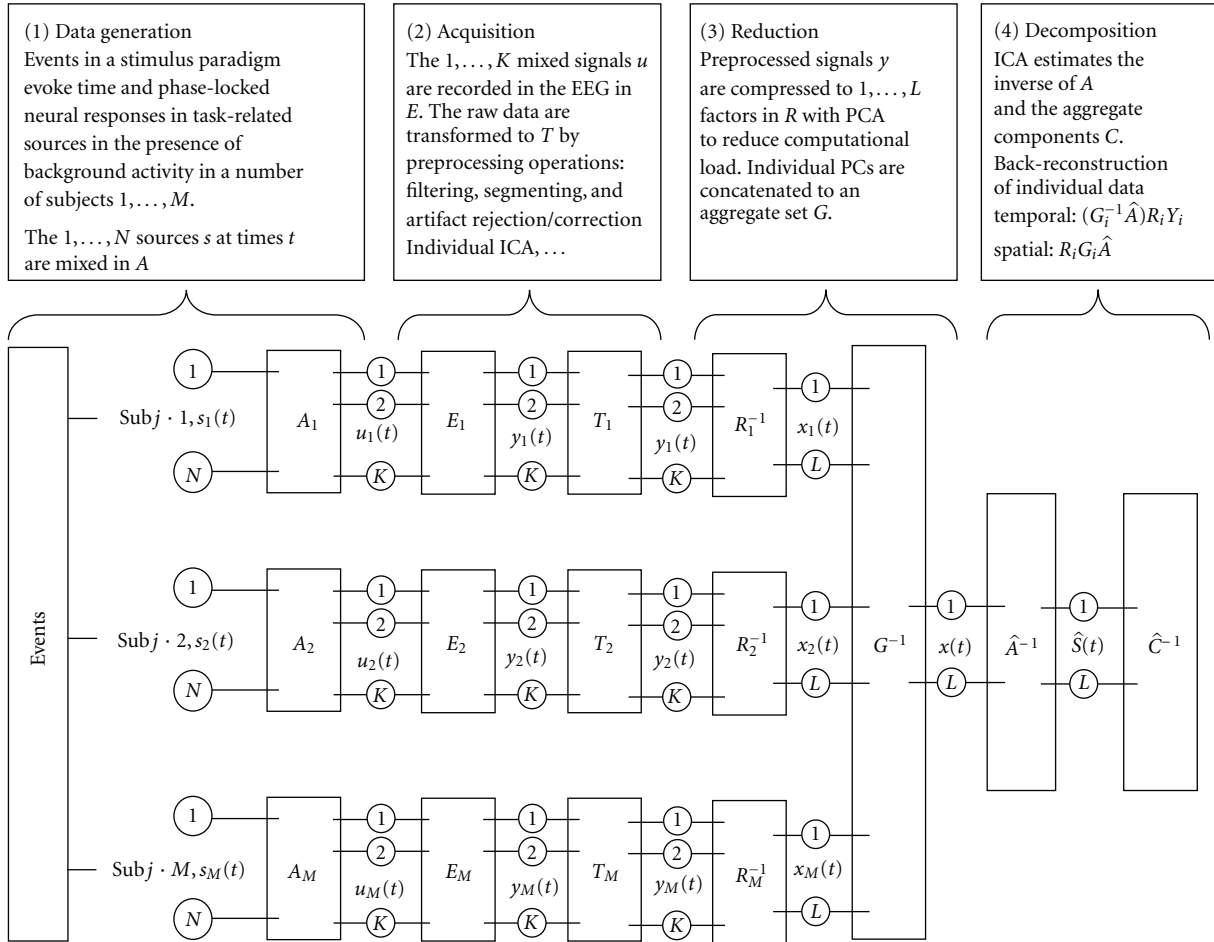 (1) Data generation
Events in a stimulus paradigm
evoke time and phase-locked
neural responses in task-related
sources in the presence of
background activity in a number
of subjects 1, . . . , M.
The 1, . . . , N sources s at times t
are mixed in A
(2) Acquisition
The 1, . . . , K mixed signals u
are recorded in the EEG in
E. The raw data are
transformed to T by
preprocessing operations:
filtering, segmenting, and
artifact rejection/correction
Individual ICA, . . .
(3) Reduction
Preprocessed signals y
are compressed to 1, . . . , L
factors in R with PCA
to reduce computational
load. Individual PCs are
concatenated to an
aggregate set G.
(4) Decomposition
ICA estimates the
inverse of A
and the aggregate
components C.
Back-reconstruction
of individual data
temporal: (G_i^{-1} Â)R_i Y_i
spatial: R_i G_i Â
Events
1
Subj · 1, s_1(t)
N
A_1
1
2
u_1(t)
K
E_1
1
2
y_1(t)
K
T_1
1
2
y_1(t)
K
R_1^{-1}
1
x_1(t)
L
1
Subj · 2, s_2(t)
N
A_2
1
2
u_2(t)
K
E_2
1
2
y_2(t)
K
T_2
1
2
y_2(t)
K
R_2^{-1}
1
x_2(t)
L
G^{-1}
1
x(t)
L
Â^{-1}
1
Ŝ(t)
L
Ĉ^{-1}
1
Subj · M, s_M(t)
N
A_M
1
2
u_M(t)
K
E_M
1
2
y_M(t)
K
T_M
1
2
y_M(t)
K
R_M^{-1}
1
x_M(t)
L